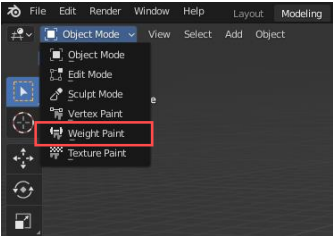 File Edit Render Window Help Layout Modeling
Object Mode View Select Add Object
Object Mode
Edit Mode
Sculpt Mode
e
Vertex Paint
Weight Paint
Texture Paint